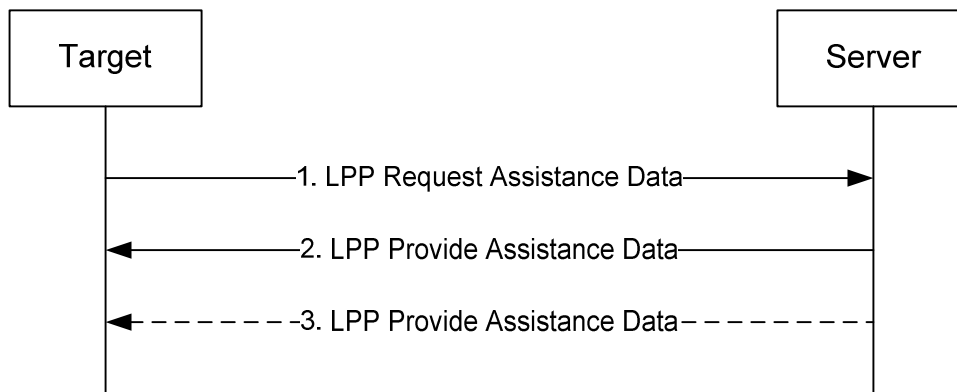 Target
Server
1. LPP Request Assistance Data
2. LPP Provide Assistance Data
3. LPP Provide Assistance Data